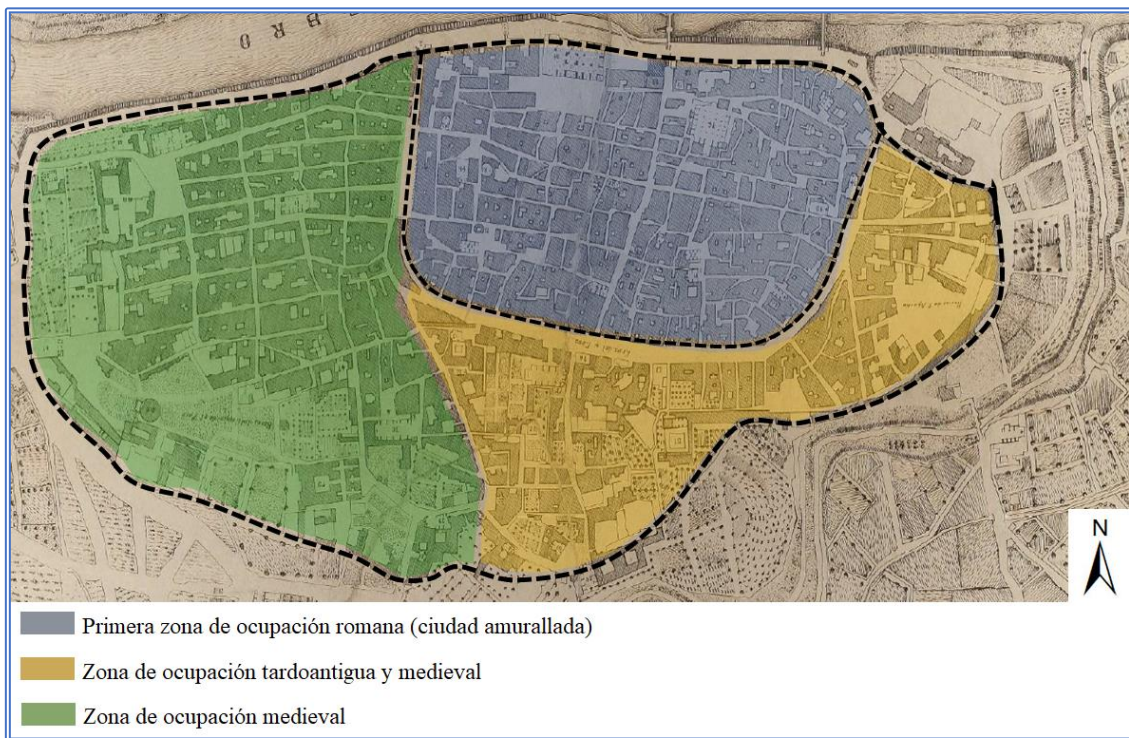 O R B
N
Primera zona de ocupación romana (ciudad amurallada)
Zona de ocupación tardoantigua y medieval
Zona de ocupación medieval